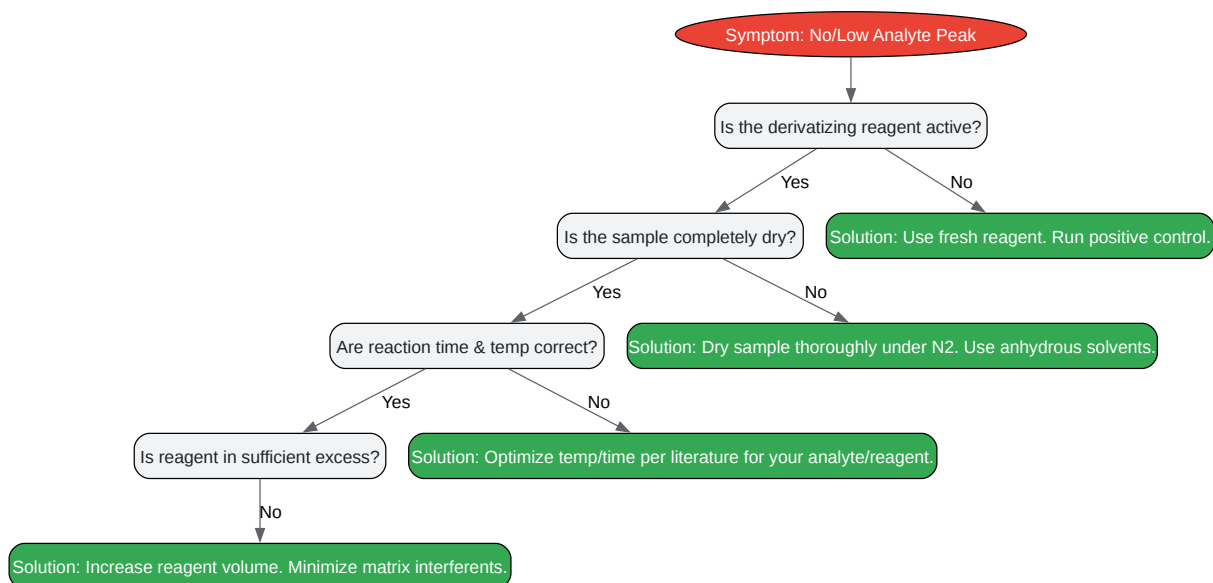 Symptom: No/Low Analyte Peak
Is the derivatizing reagent active?
Yes
No
Is the sample completely dry?
Solution: Use fresh reagent. Run positive control.
Yes
No
Are reaction time & temp correct?
Solution: Dry sample thoroughly under N2. Use anhydrous solvents.
Yes
No
Is reagent in sufficient excess?
Solution: Optimize temp/time per literature for your analyte/reagent.
No
Solution: Increase reagent volume. Minimize matrix interferents.